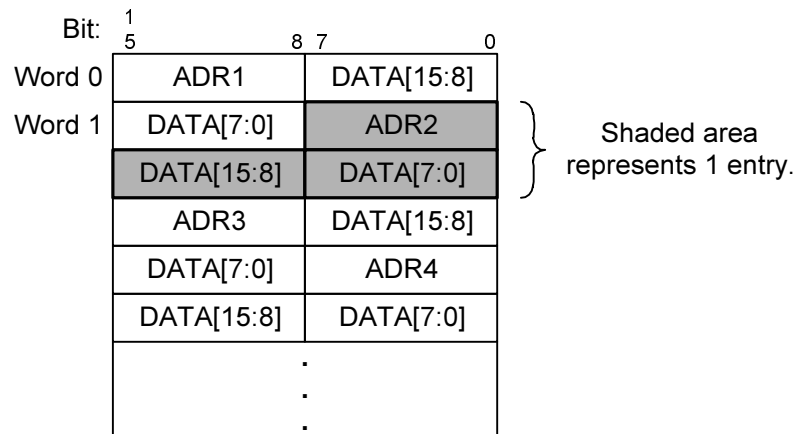 Bit: 15 8 7 0
Word 0 ADR1 DATA[15:8]
Word 1 DATA[7:0] ADR2
DATA[15:8] DATA[7:0]
ADR3 DATA[15:8]
DATA[7:0] ADR4
DATA[15:8] DATA[7:0]
.
.
.
Shaded area
represents 1 entry.